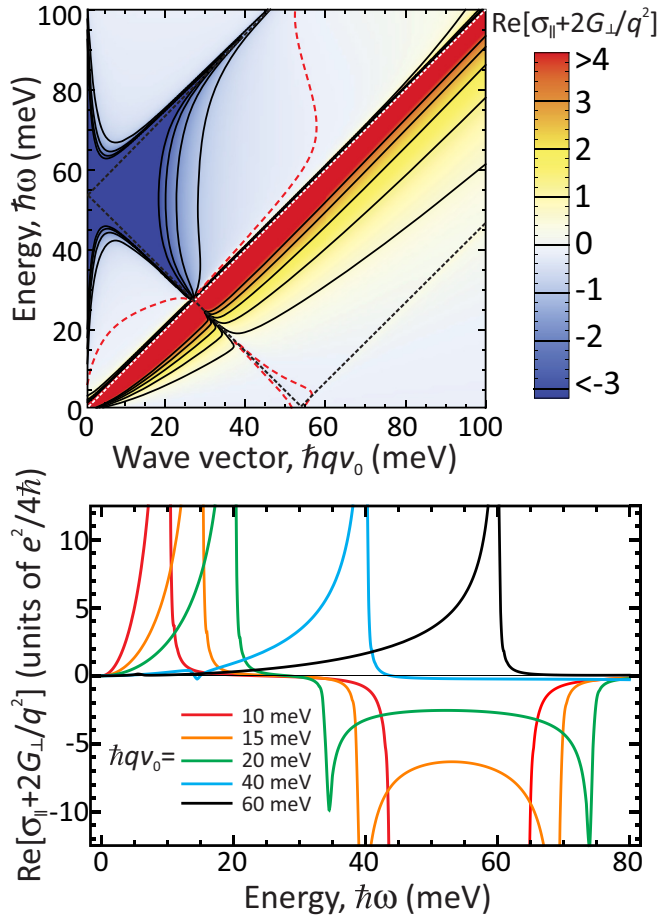 Re[σ∥+2G⊥/q²]
100
80
60
40
20
0
Energy, ħω (meV)
0 20 40 60 80 100
Wave vector, ħqv₀ (meV)
>4
3
2
1
0
-1
-2
<-3
Re[σ∥+2G⊥/q²] (units of e²/4ħ)
10
5
0
-5
-10
ħqv₀=
10 meV
15 meV
20 meV
40 meV
60 meV
0 20 40 60 80
Energy, ħω (meV)